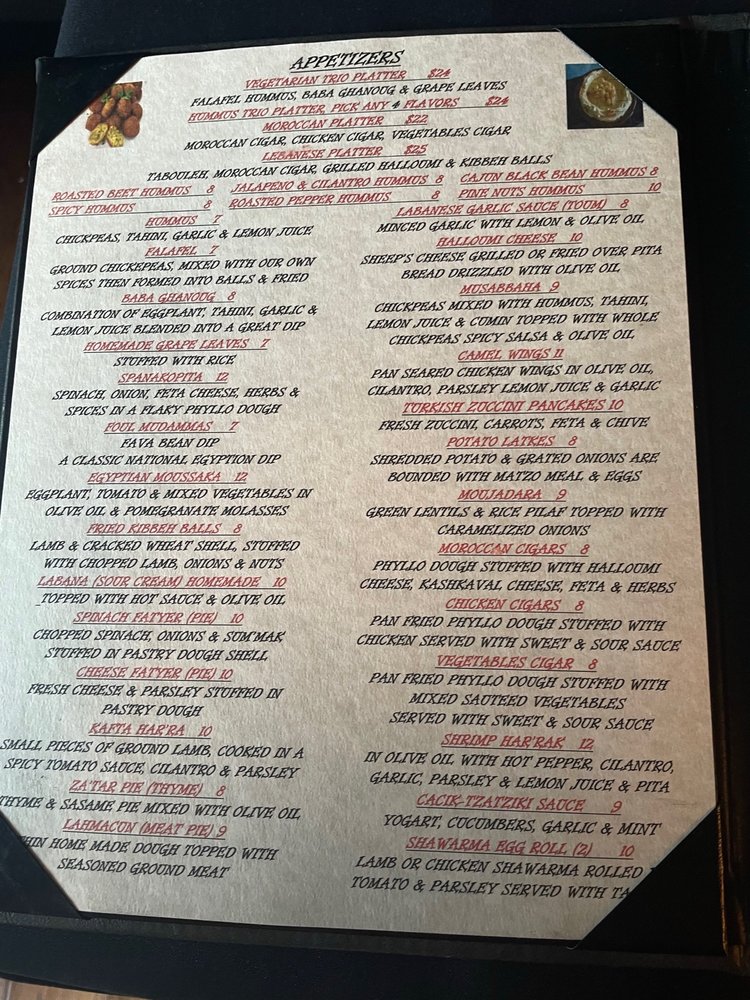 APPETIZERS
VEGETARIAN TRIO PLATTER $24
FALAFEL HUMMUS, BABA GHANOUG & GRAPE LEAVES
HUMMUS TRIO PLATTER, PICK ANY 4 FLAVORS $24
MOROCCAN PLATTER $22
MOROCCAN CIGAR, CHICKEN CIGAR, VEGETABLES CIGAR
LEBANESE PLATTER $25
TABOULEH, MOROCCAN CIGAR, GRILLED HALLOUMI & KIBBEH BALLS
ROASTED BEET HUMMUS 8 JALAPENO & CILANTRO HUMMUS 8 CAJUN BLACK BEAN HUMMUS 8
SPICY HUMMUS 8 ROASTED PEPPER HUMMUS 8 PINE NUTS HUMMUS 10
HUMMUS 7
CHICKPEAS, TAHINI, GARLIC & LEMON JUICE
FALAFEL 7
GROUND CHICKEPEAS, MIXED WITH OUR OWN
SPICES THEN FORMED INTO BALLS & FRIED
BABA GHANOUG 8
COMBINATION OF EGGPLANT, TAHINI, GARLIC &
LEMON JUICE BLENDED INTO A GREAT DIP
HOMEMADE GRAPE LEAVES 7
STUFFED WITH RICE
SPANAKOPITA 12
SPINACH, ONION, FETA CHEESE, HERBS &
SPICES IN A FLAKY PHYLLO DOUGH
FOUL MUDAMMAS 7
FAVA BEAN DIP
A CLASSIC NATIONAL EGYPTION DIP
EGYPTIAN MOUSSAKA 12
EGGPLANT, TOMATO & MIXED VEGETABLES IN
OLIVE OIL & POMEGRANATE MOLASSES
FRIED KIBBEH BALLS 8
LAMB & CRACKED WHEAT SHELL, STUFFED
WITH CHOPPED LAMB, ONIONS & NUTS
LABANA (SOUR CREAM) HOMEMADE 10
TOPPED WITH HOT SAUCE & OLIVE OIL
SPINACH FATYER (PIE) 10
CHOPPED SPINACH, ONIONS & SUM'MAK
STUFFED IN PASTRY DOUGH SHELL
CHEESE FATYER (PIE) 10
FRESH CHEESE & PARSLEY STUFFED IN
PASTRY DOUGH
KAFTA HAR'RA 10
SMALL PIECES OF GROUND LAMB, COOKED IN A
SPICY TOMATO SAUCE, CILANTRO & PARSLEY
ZA'TAR PIE (THYME) 8
THYME & SASAME PIE MIXED WITH OLIVE OIL
LAHMACUN (MEAT PIE) 9
HIN HOME MADE DOUGH TOPPED WITH
SEASONED GROUND MEAT
LABANESE GARLIC SAUCE (TOUM) 8
MINCED GARLIC WITH LEMON & OLIVE OIL
HALLOUMI CHEESE 10
SHEEP'S CHEESE GRILLED OR FRIED OVER PITA
BREAD DRIZZLED WITH OLIVE OIL
MUSABBAHA 9
CHICKPEAS MIXED WITH HUMMUS, TAHINI,
LEMON JUICE & CUMIN TOPPED WITH WHOLE
CHICKPEAS SPICY SALSA & OLIVE OIL
CAMEL WINGS 11
PAN SEARED CHICKEN WINGS IN OLIVE OIL,
CILANTRO, PARSLEY LEMON JUICE & GARLIC
TURKISH ZUCCINI PANCAKES 10
FRESH ZUCCINI, CARROTS, FETA & CHIVE
POTATO LATKES 8
SHREDDED POTATO & GRATED ONIONS ARE
BOUNDED WITH MATZO MEAL & EGGS
MOUJADARA 9
GREEN LENTILS & RICE PILAF TOPPED WITH
CARAMELIZED ONIONS
MOROCCAN CIGARS 8
PHYLLO DOUGH STUFFED WITH HALLOUMI
CHEESE, KASHKAVAL CHEESE, FETA & HERBS
CHICKEN CIGARS 8
PAN FRIED PHYLLO DOUGH STUFFED WITH
CHICKEN SERVED WITH SWEET & SOUR SAUCE
VEGETABLES CIGAR 8
PAN FRIED PHYLLO DOUGH STUFFED WITH
MIXED SAUTEED VEGETABLES
SERVED WITH SWEET & SOUR SAUCE
SHRIMP HAR'RAK 12
IN OLIVE OIL WITH HOT PEPPER, CILANTRO,
GARLIC, PARSLEY & LEMON JUICE & PITA
CACIK-TZATZIKI SAUCE 9
YOGART, CUCUMBERS, GARLIC & MINT
SHAWARMA EGG ROLL (2) 10
LAMB OR CHICKEN SHAWARMA ROLLED
TOMATO & PARSLEY SERVED WITH TA